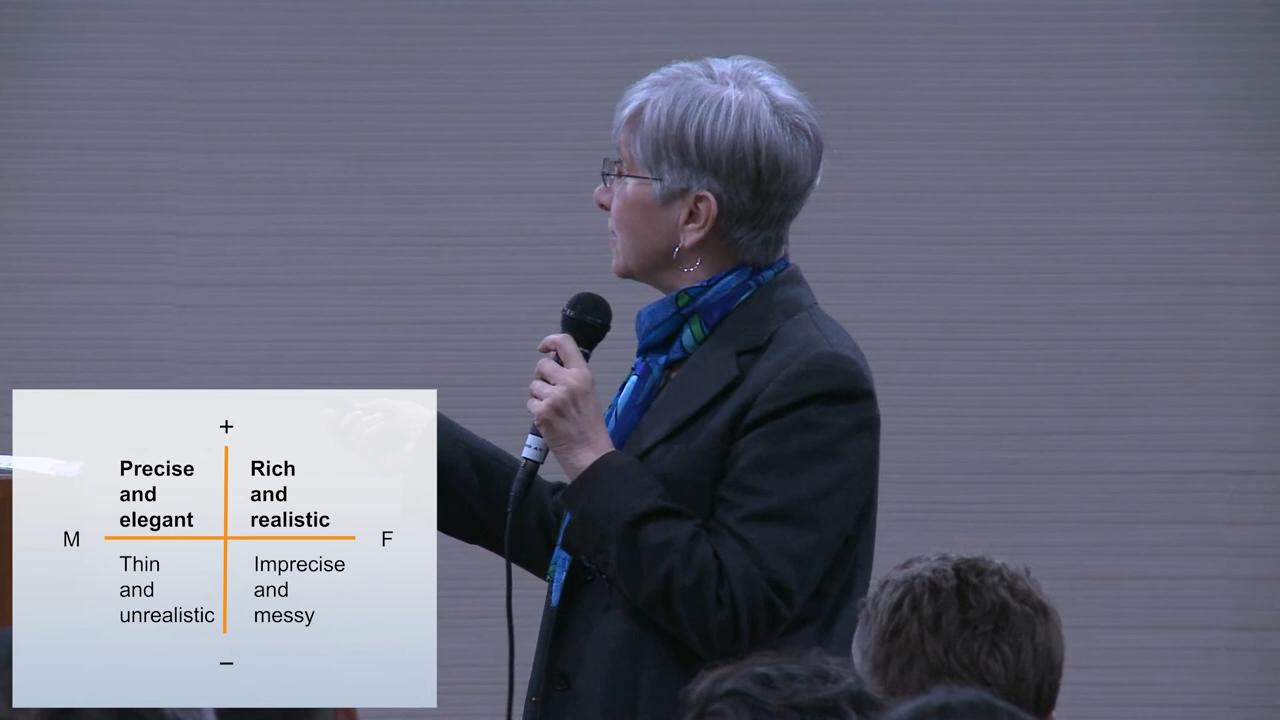 +
Precise
and
elegant
Rich
and
realistic
M
F
Thin
and
unrealistic
Imprecise
and
messy
–